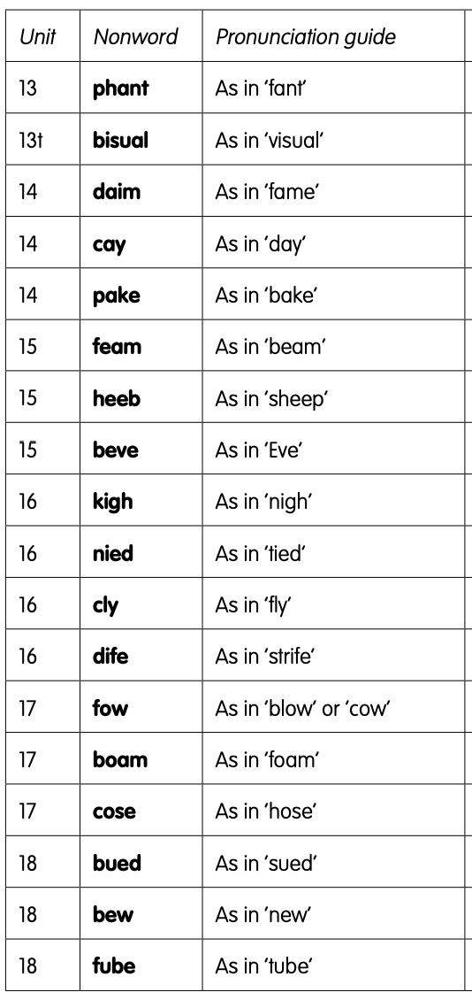 Unit Nonword Pronunciation guide
13 phant As in ‘fant’
13t bisual As in ‘visual’
14 daim As in ‘fame’
14 cay As in ‘day’
14 pake As in ‘bake’
15 feam As in ‘beam’
15 heeb As in ‘sheep’
15 beve As in ‘Eve’
16 kigh As in ‘nigh’
16 nied As in ‘tied’
16 cly As in ‘fly’
16 dife As in ‘strife’
17 fow As in ‘blow’ or ‘cow’
17 boam As in ‘foam’
17 cose As in ‘hose’
18 bued As in ‘sued’
18 bew As in ‘new’
18 fube As in ‘tube’